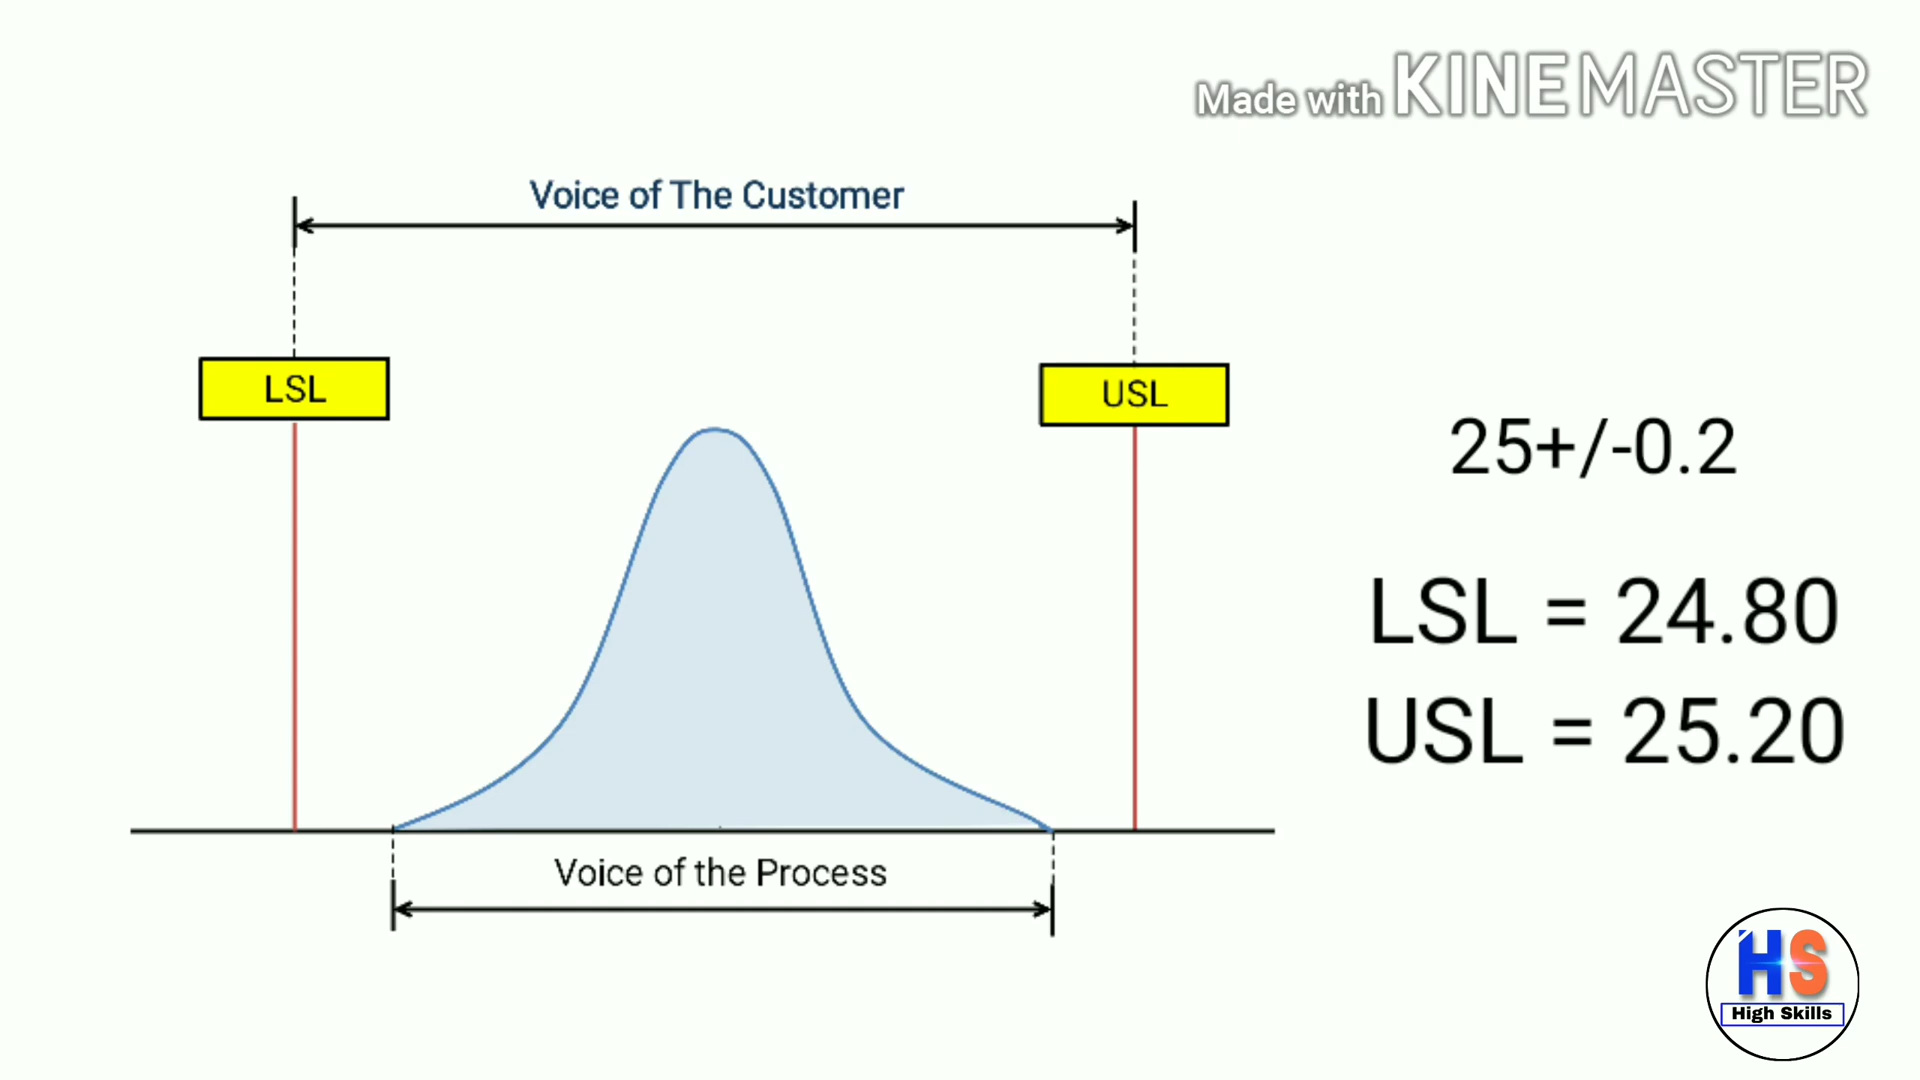 Made with KINEMASTER
Voice of The Customer
LSL
USL
25+/-0.2
LSL = 24.80
USL = 25.20
Voice of the Process
HS
High Skills